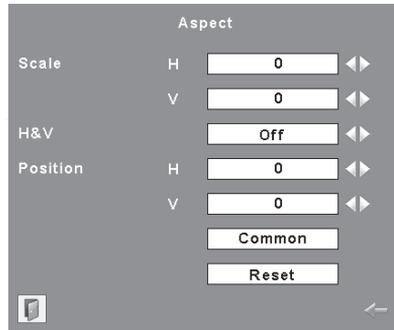 Aspect
Scale H 0
V 0
H&V Off
Position H 0
V 0
Common
Reset